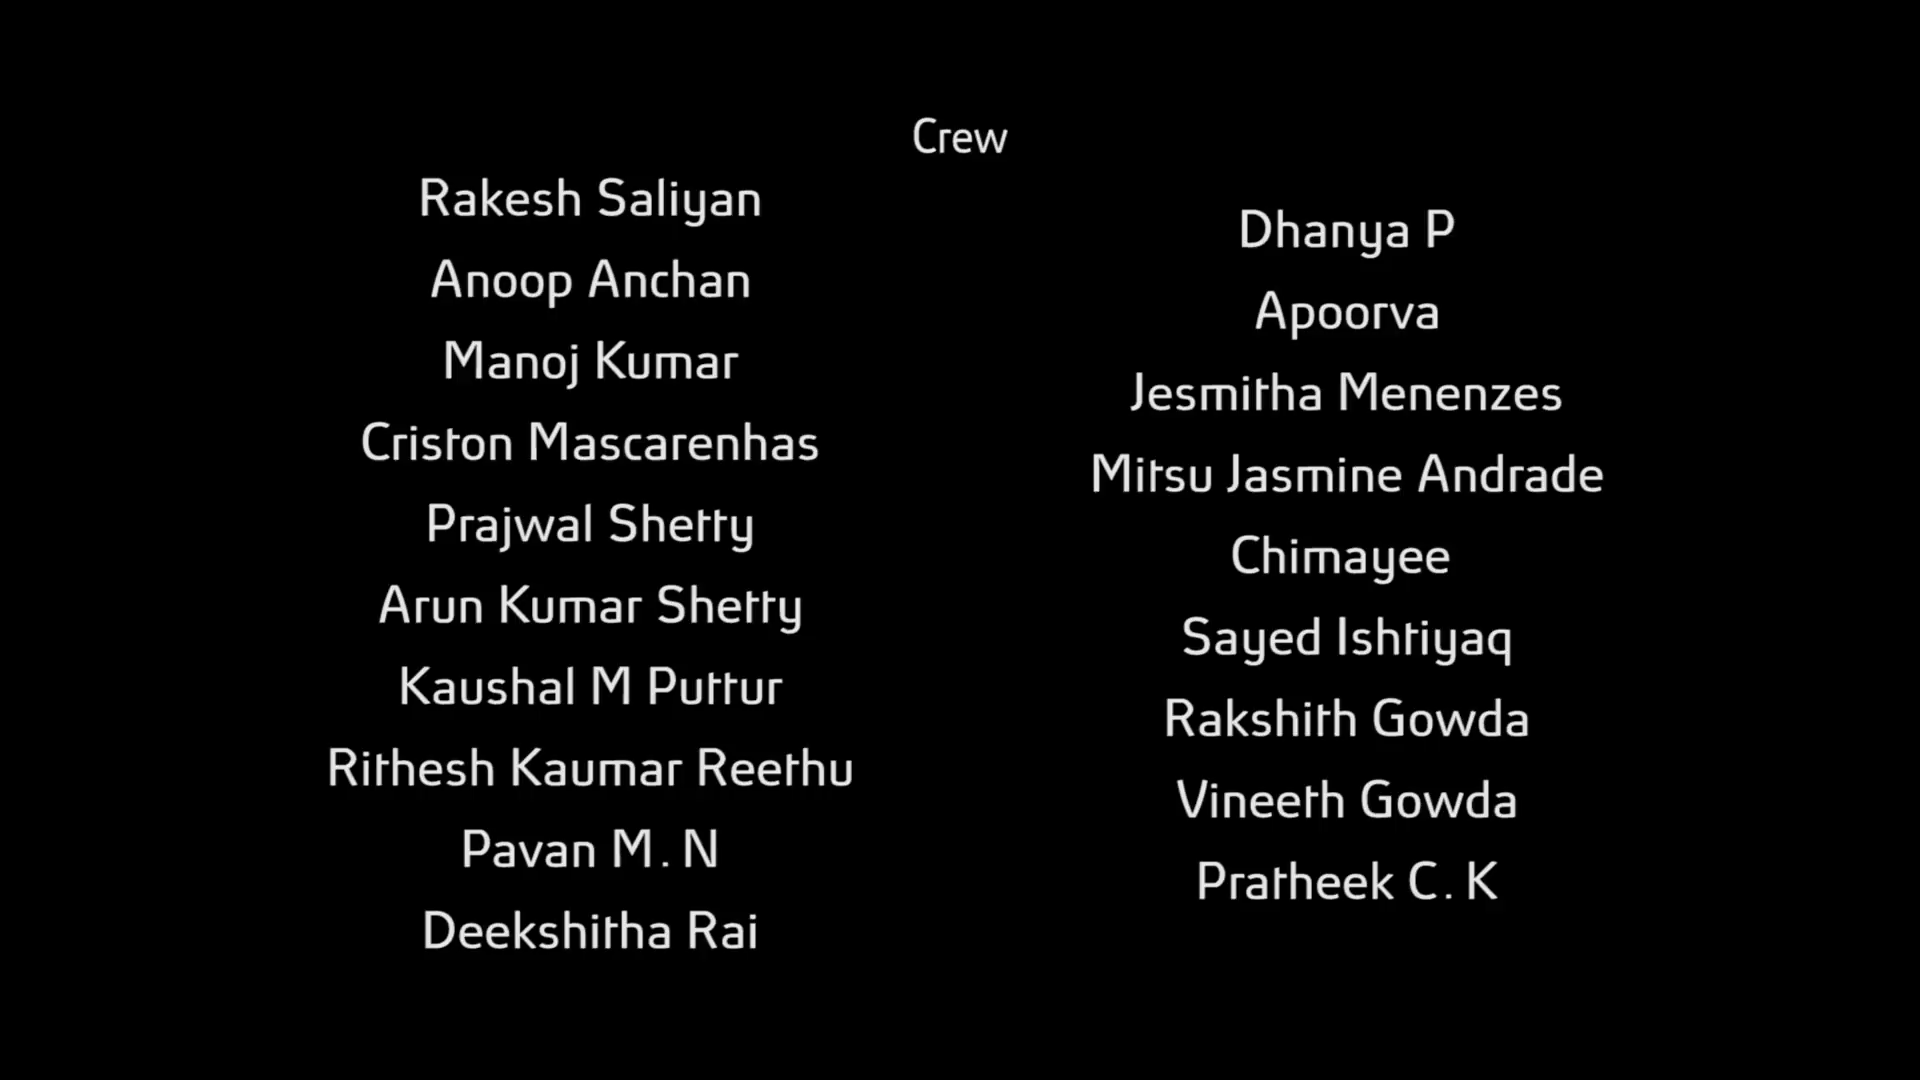 Crew
Rakesh Saliyan
Anoop Anchan
Manoj Kumar
Criston Mascarenhas
Prajwal Shetty
Arun Kumar Shetty
Kaushal M Puttur
Rithesh Kaumar Reethu
Pavan M. N
Deekshitha Rai
Dhanya P
Apoorva
Jesmitha Menenzes
Mitsu Jasmine Andrade
Chimayee
Sayed Ishtiyaq
Rakshith Gowda
Vineeth Gowda
Pratheek C. K